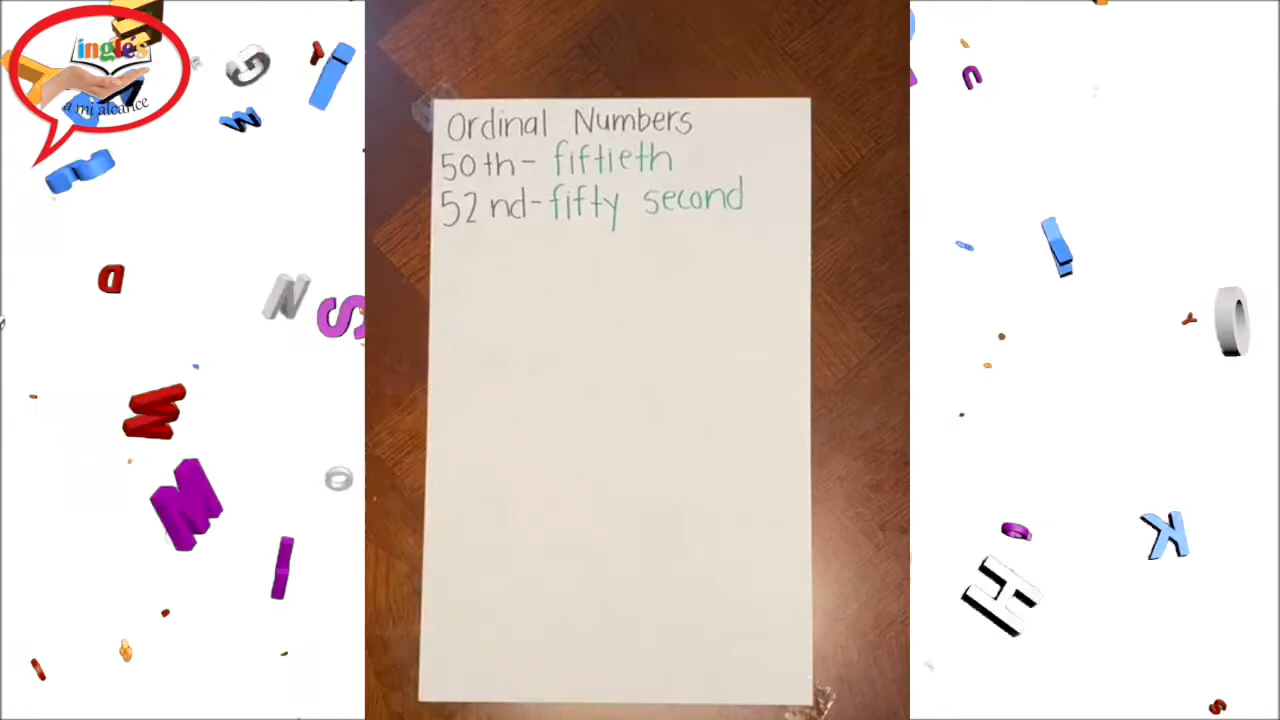 inglés
a mi alcance
Ordinal Numbers
50th- fiftieth
52nd-fifty second